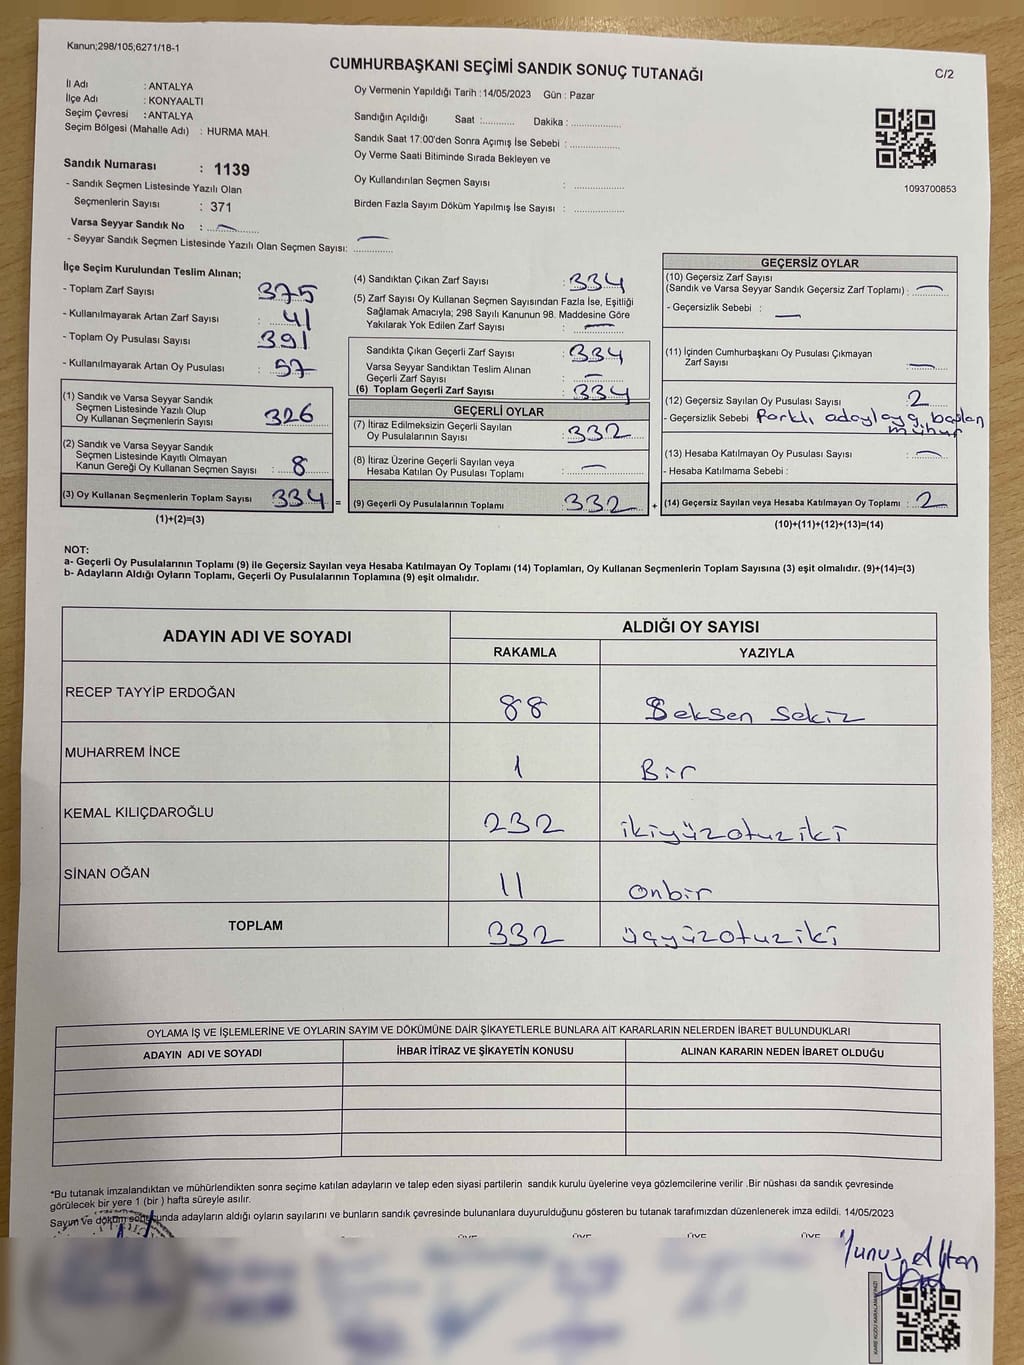 Kanun;298/105,6271/18-1
CUMHURBAŞKANI SEÇİMİ SANDIK SONUÇ TUTANAĞI
C/2
İl Adı : ANTALYA
İlçe Adı : KONYAALTI
Seçim Çevresi : ANTALYA
Seçim Bölgesi (Mahalle Adı) : HURMA MAH.
Sandık Numarası : 1139
- Sandık Seçmen Listesinde Yazılı Olan
Seçmenlerin Sayısı : 371
Varsa Seyyar Sandık No : —
- Seyyar Sandık Seçmen Listesinde Yazılı Olan Seçmen Sayısı: —
Oy Vermenin Yapıldığı Tarih : 14/05/2023 Gün : Pazar
Sandığın Açıldığı Saat :........... Dakika : ..................
Sandık Saat 17:00'den Sonra Açımış İse Sebebi : ..................
Oy Verme Saati Bitiminde Sırada Bekleyen ve
Oy Kullandırılan Seçmen Sayısı : ..................
Birden Fazla Sayım Döküm Yapılmış İse Sayısı : ..................
1093700853
İlçe Seçim Kurulundan Teslim Alınan;
- Toplam Zarf Sayısı : 375
- Kullanılmayarak Artan Zarf Sayısı : 41
- Toplam Oy Pusulası Sayısı : 391
- Kullanılmayarak Artan Oy Pusulası : 57
(1) Sandık ve Varsa Seyyar Sandık
Seçmen Listesinde Yazılı Olup
Oy Kullanan Seçmenlerin Sayısı : 326
(2) Sandık ve Varsa Seyyar Sandık
Seçmen Listesinde Kayıtlı Olmayan
Kanun Gereği Oy Kullanan Seçmen Sayısı : 8
(3) Oy Kullanan Seçmenlerin Toplam Sayısı : 334 =
(1)+(2)=(3)
(4) Sandıktan Çıkan Zarf Sayısı : 334
(5) Zarf Sayısı Oy Kullanan Seçmen Sayısından Fazla İse, Eşitliği
Sağlamak Amacıyla; 298 Sayılı Kanunun 98. Maddesine Göre
Yakılarak Yok Edilen Zarf Sayısı : —
Sandıkta Çıkan Geçerli Zarf Sayısı : 334
Varsa Seyyar Sandıktan Teslim Alınan
Geçerli Zarf Sayısı : —
(6) Toplam Geçerli Zarf Sayısı : 334
GEÇERLİ OYLAR
(7) İtiraz Edilmeksizin Geçerli Sayılan
Oy Pusulalarının Sayısı : 332
(8) İtiraz Üzerine Geçerli Sayılan veya
Hesaba Katılan Oy Pusulası Toplamı : —
(9) Geçerli Oy Pusulalarının Toplamı : 332 +
GEÇERSİZ OYLAR
(10) Geçersiz Zarf Sayısı
(Sandık ve Varsa Seyyar Sandık Geçersiz Zarf Toplamı) : —
- Geçersizlik Sebebi : —
(11) İçinden Cumhurbaşkanı Oy Pusulası Çıkmayan
Zarf Sayısı : —
(12) Geçersiz Sayılan Oy Pusulası Sayısı : 2
- Geçersizlik Sebebi Farklı adaylara basılan
mühür
(13) Hesaba Katılmayan Oy Pusulası Sayısı : —
- Hesaba Katılmama Sebebi :
(14) Geçersiz Sayılan veya Hesaba Katılmayan Oy Toplamı : 2
(10)+(11)+(12)+(13)=(14)
NOT:
a- Geçerli Oy Pusulalarının Toplamı (9) ile Geçersiz Sayılan veya Hesaba Katılmayan Oy Toplamı (14) Toplamları, Oy Kullanan Seçmenlerin Toplam Sayısına (3) eşit olmalıdır. (9)+(14)=(3)
b- Adayların Aldığı Oyların Toplamı, Geçerli Oy Pusulalarının Toplamına (9) eşit olmalıdır.
ADAYIN ADI VE SOYADI
ALDIĞI OY SAYISI
RAKAMLA YAZIYLA
RECEP TAYYİP ERDOĞAN 88 Seksen sekiz
MUHARREM İNCE 1 Bir
KEMAL KILIÇDAROĞLU 232 ikiyüzotuziki
SİNAN OĞAN 11 onbir
TOPLAM 332 üçyüzotuziki
OYLAMA İŞ VE İŞLEMLERİNE VE OYLARIN SAYIM VE DÖKÜMÜNE DAİR ŞİKAYETLERLE BUNLARA AİT KARARLARIN NELERDEN İBARET BULUNDUKLARI
ADAYIN ADI VE SOYADI İHBAR İTİRAZ VE ŞİKAYETİN KONUSU ALINAN KARARIN NEDEN İBARET OLDUĞU
*Bu tutanak imzalandıktan ve mühürlendikten sonra seçime katılan adayların ve talep eden siyasi partilerin sandık kurulu üyelerine veya gözlemcilerine verilir .Bir nüshası da sandık çevresinde
görülecek bir yere 1 (bir ) hafta süreyle asılır.
Sayım ve döküm sonucunda adayların aldığı oyların sayılarını ve bunların sandık çevresinde bulunanlara duyurulduğunu gösteren bu tutanak tarafımızdan düzenlenerek imza edildi. 14/05/2023
ÜYE ÜYE ÜYE ÜYE
Yunus